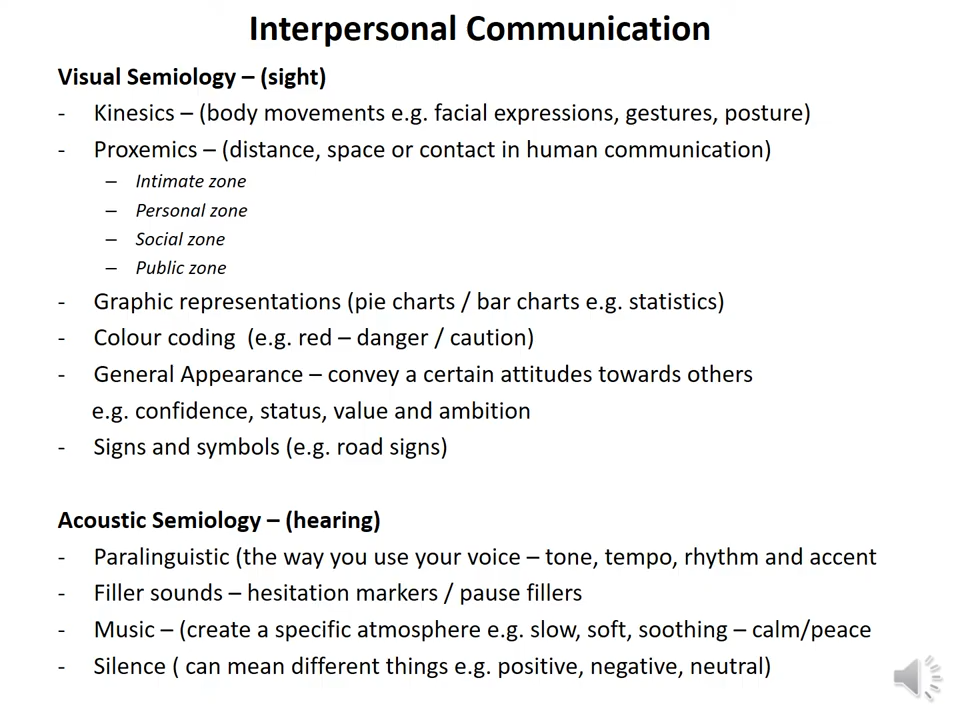 Interpersonal Communication
Visual Semiology – (sight)
- Kinesics – (body movements e.g. facial expressions, gestures, posture)
- Proxemics – (distance, space or contact in human communication)
– Intimate zone
– Personal zone
– Social zone
– Public zone
- Graphic representations (pie charts / bar charts e.g. statistics)
- Colour coding  (e.g. red – danger / caution)
- General Appearance – convey a certain attitudes towards others
e.g. confidence, status, value and ambition
- Signs and symbols (e.g. road signs)
Acoustic Semiology – (hearing)
- Paralinguistic (the way you use your voice – tone, tempo, rhythm and accent
- Filler sounds – hesitation markers / pause fillers
- Music – (create a specific atmosphere e.g. slow, soft, soothing – calm/peace
- Silence ( can mean different things e.g. positive, negative, neutral)